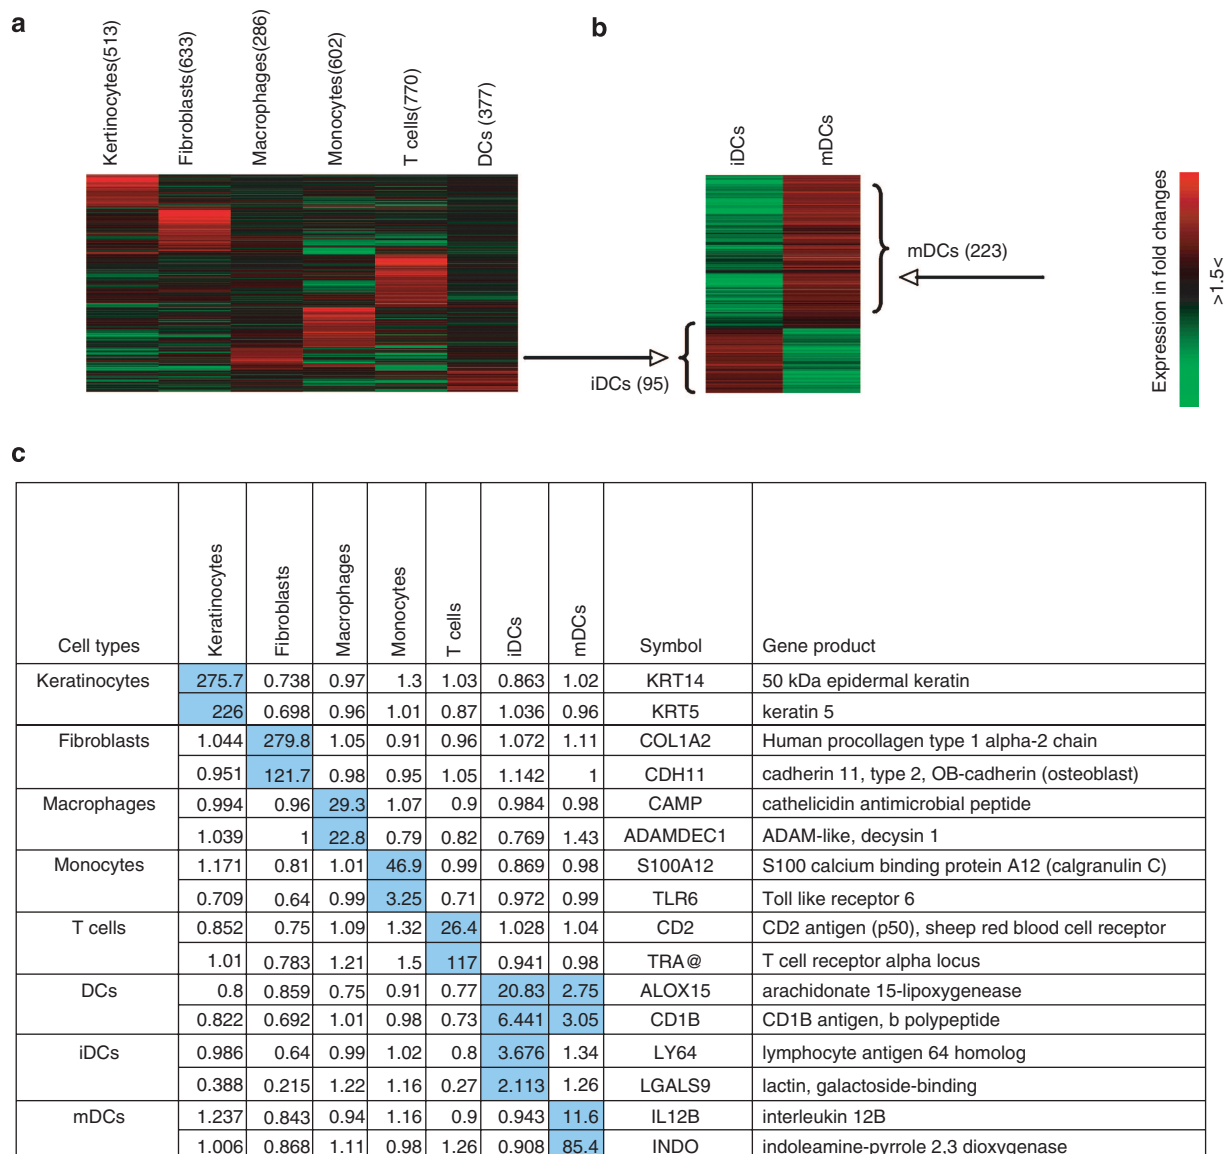 a
b
Kertinocytes(513)
Fibroblasts(633)
Macrophages(286)
Monocytes(602)
T cells(770)
DCs (377)
iDCs
mDCs
mDCs (223)
iDCs (95)
Expression in fold changes
>1.5<
c
Cell types Keratinocytes Fibroblasts Macrophages Monocytes T cells iDCs mDCs Symbol Gene product
Keratinocytes 275.7 0.738 0.97 1.3 1.03 0.863 1.02 KRT14 50 kDa epidermal keratin
226 0.698 0.96 1.01 0.87 1.036 0.96 KRT5 keratin 5
Fibroblasts 1.044 279.8 1.05 0.91 0.96 1.072 1.11 COL1A2 Human procollagen type 1 alpha-2 chain
0.951 121.7 0.98 0.95 1.05 1.142 1 CDH11 cadherin 11, type 2, OB-cadherin (osteoblast)
Macrophages 0.994 0.96 29.3 1.07 0.9 0.984 0.98 CAMP cathelicidin antimicrobial peptide
1.039 1 22.8 0.79 0.82 0.769 1.43 ADAMDEC1 ADAM-like, decysin 1
Monocytes 1.171 0.81 1.01 46.9 0.99 0.869 0.98 S100A12 S100 calcium binding protein A12 (calgranulin C)
0.709 0.64 0.99 3.25 0.71 0.972 0.99 TLR6 Toll like receptor 6
T cells 0.852 0.75 1.09 1.32 26.4 1.028 1.04 CD2 CD2 antigen (p50), sheep red blood cell receptor
1.01 0.783 1.21 1.5 117 0.941 0.98 TRA@ T cell receptor alpha locus
DCs 0.8 0.859 0.75 0.91 0.77 20.83 2.75 ALOX15 arachidonate 15-lipoxygenease
0.822 0.692 1.01 0.98 0.73 6.441 3.05 CD1B CD1B antigen, b polypeptide
iDCs 0.986 0.64 0.99 1.02 0.8 3.676 1.34 LY64 lymphocyte antigen 64 homolog
0.388 0.215 1.22 1.16 0.27 2.113 1.26 LGALS9 lactin, galactoside-binding
mDCs 1.237 0.843 0.94 1.16 0.9 0.943 11.6 IL12B interleukin 12B
1.006 0.868 1.11 0.98 1.26 0.908 85.4 INDO indoleamine-pyrrole 2,3 dioxygenase